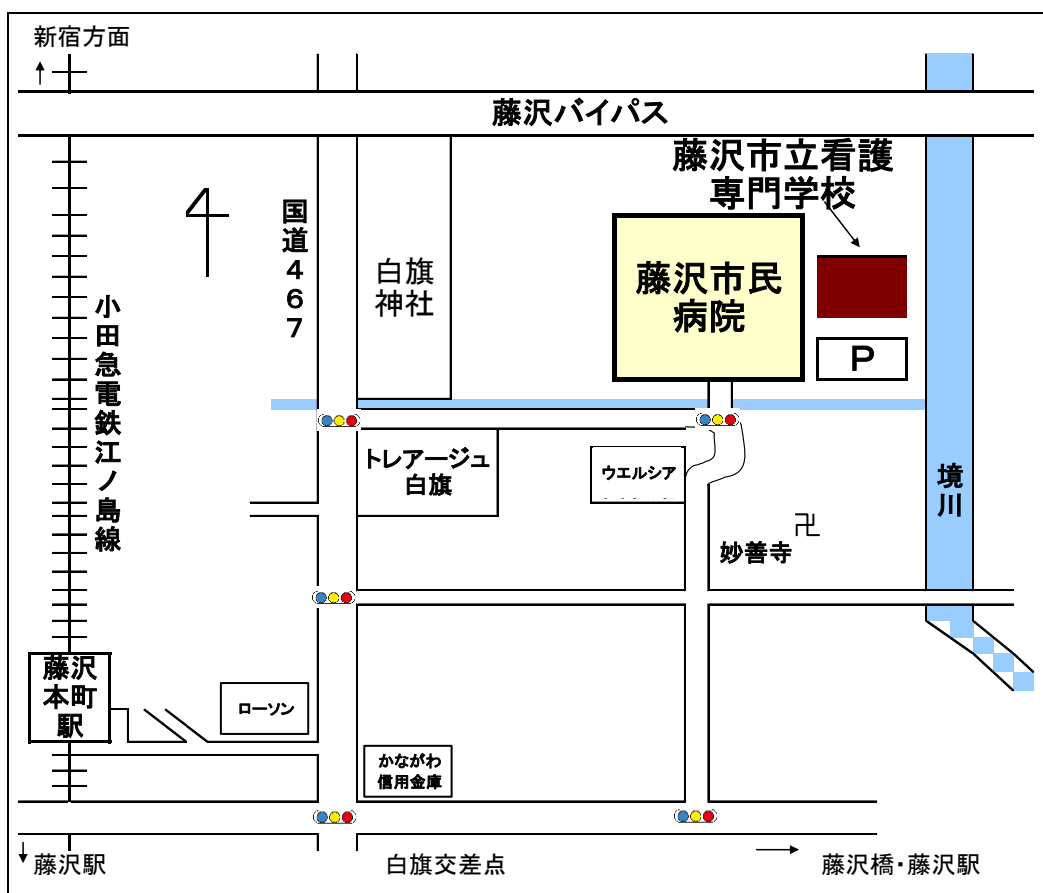 新宿方面
藤沢バイパス
藤沢市立看護
専門学校
国道467
白旗
神社
藤沢市民
病院
P
小田急電鉄江ノ島線
トレアージュ
白旗
ウエルシア
境川
妙善寺
卍
藤沢
本町
駅
ローソン
かながわ
信用金庫
藤沢駅
白旗交差点
藤沢橋・藤沢駅